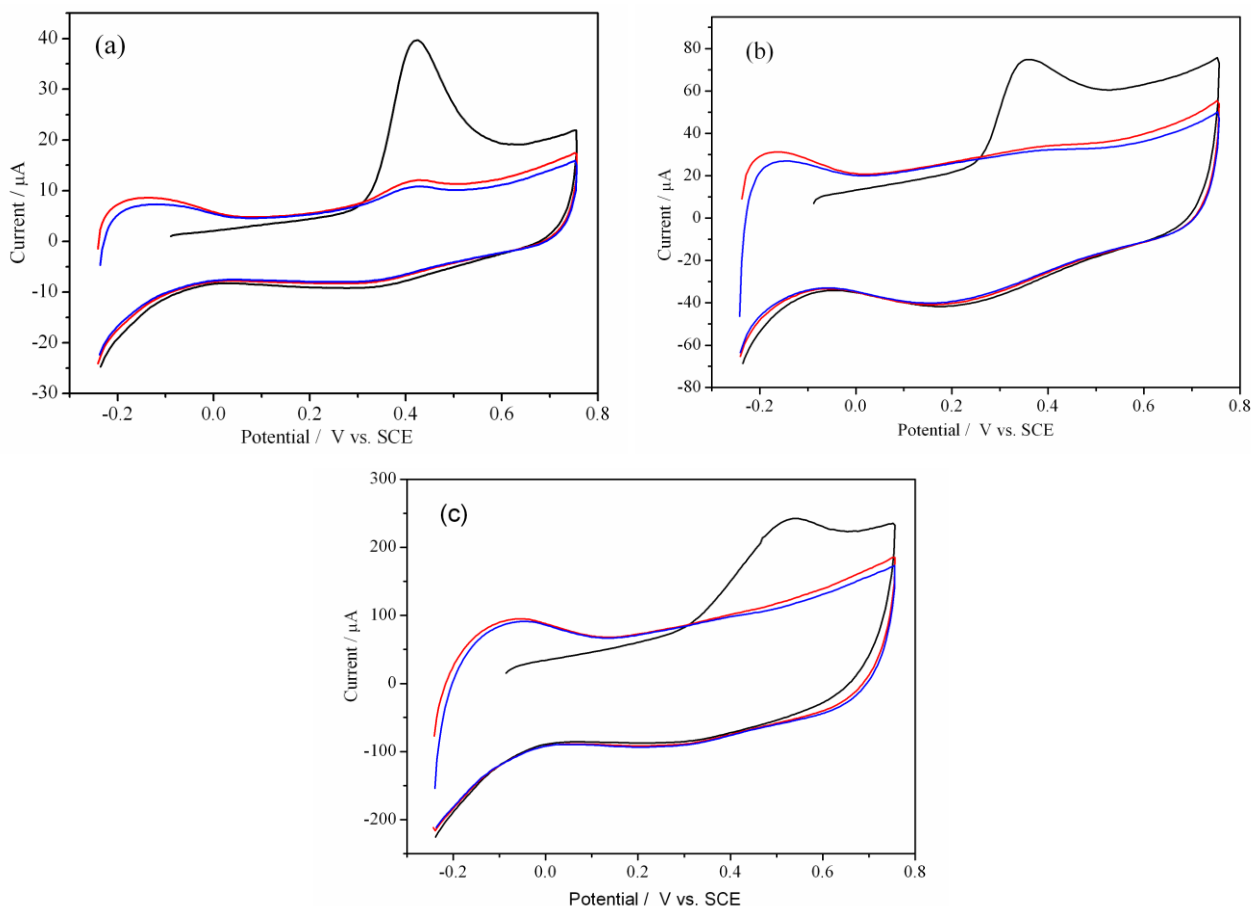 (a)
40
30
20
10
0
-10
-20
-30
Current / μA
-0.2 0.0 0.2 0.4 0.6 0.8
Potential / V vs. SCE
(b)
80
60
40
20
0
-20
-40
-60
-80
Current / μA
-0.2 0.0 0.2 0.4 0.6 0.8
Potential / V vs. SCE
(c)
300
200
100
0
-100
-200
Current / μA
-0.2 0.0 0.2 0.4 0.6 0.8
Potential / V vs. SCE